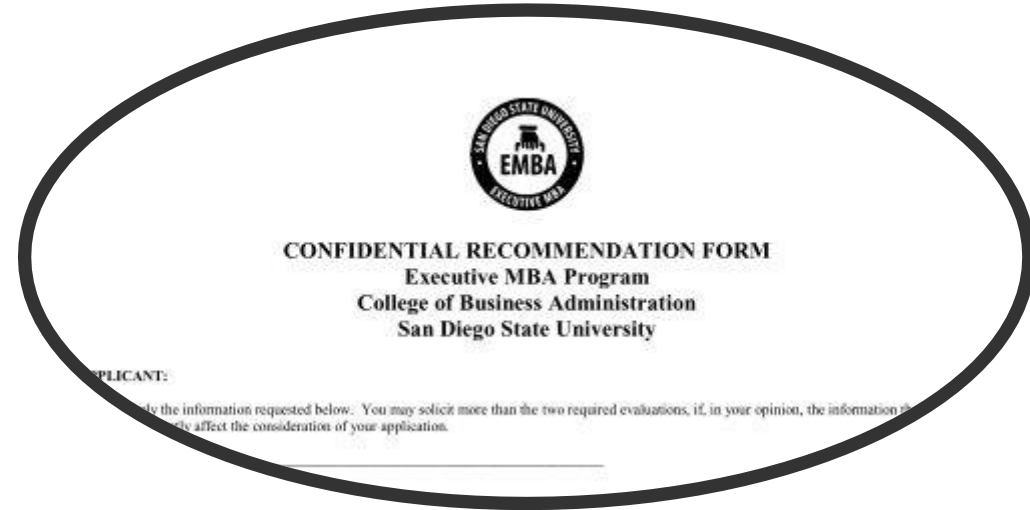 SAN DIEGO STATE UNIVERSITY
EMBA
EXECUTIVE MBA
CONFIDENTIAL RECOMMENDATION FORM
Executive MBA Program
College of Business Administration
San Diego State University
PLICANT:
the information requested below. You may solicit more than the two required evaluations, if, in your opinion, the information
affect the consideration of your application.